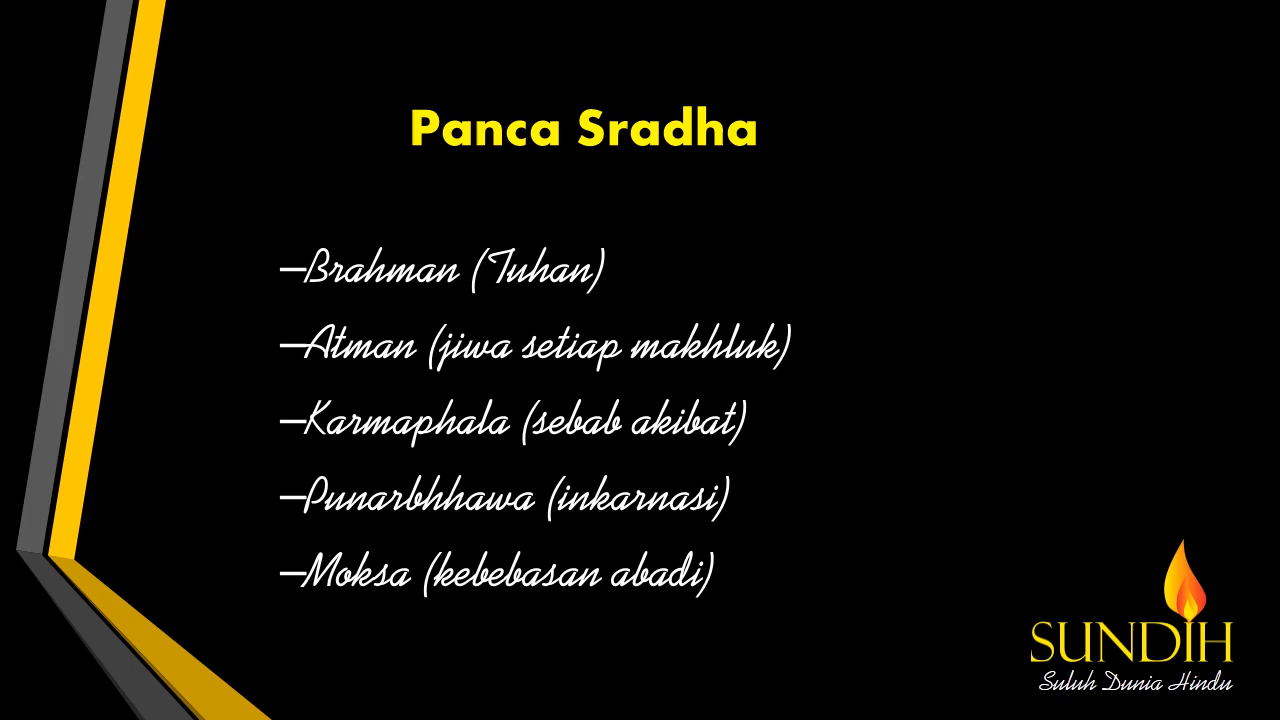 Panca Sradha
–Brahman (Tuhan)
–Atman (jiwa setiap makhluk)
–Karmaphala (sebab akibat)
–Punarbhhawa (inkarnasi)
–Moksa (kebebasan abadi)
SUNDIH
Suluh Dunia Hindu